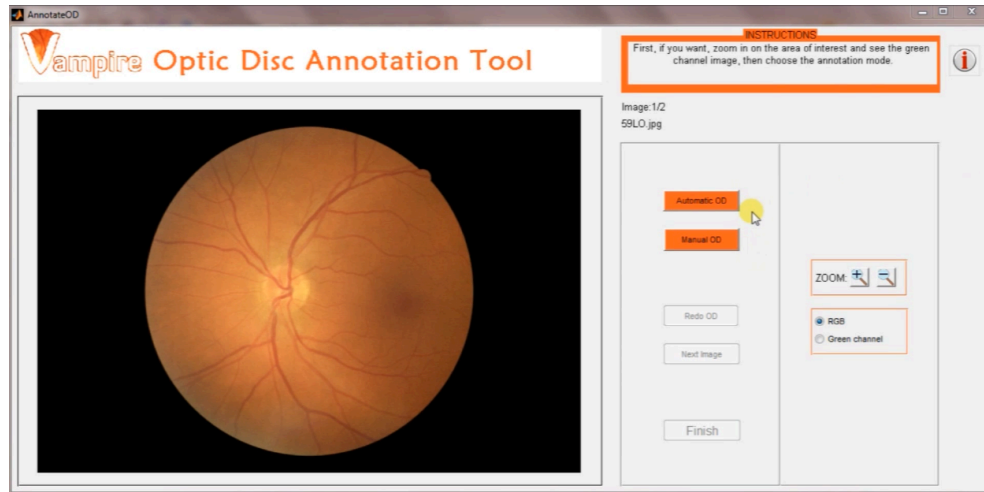 AnnotateOD
Vampire Optic Disc Annotation Tool
INSTRUCTIONS
First, if you want, zoom in on the area of interest and see the green
channel image, then choose the annotation mode.
Image:1/2
59LO.jpg
Automatic OD
Manual OD
ZOOM:
Redo OD
RGB
Green channel
Next Image
Finish